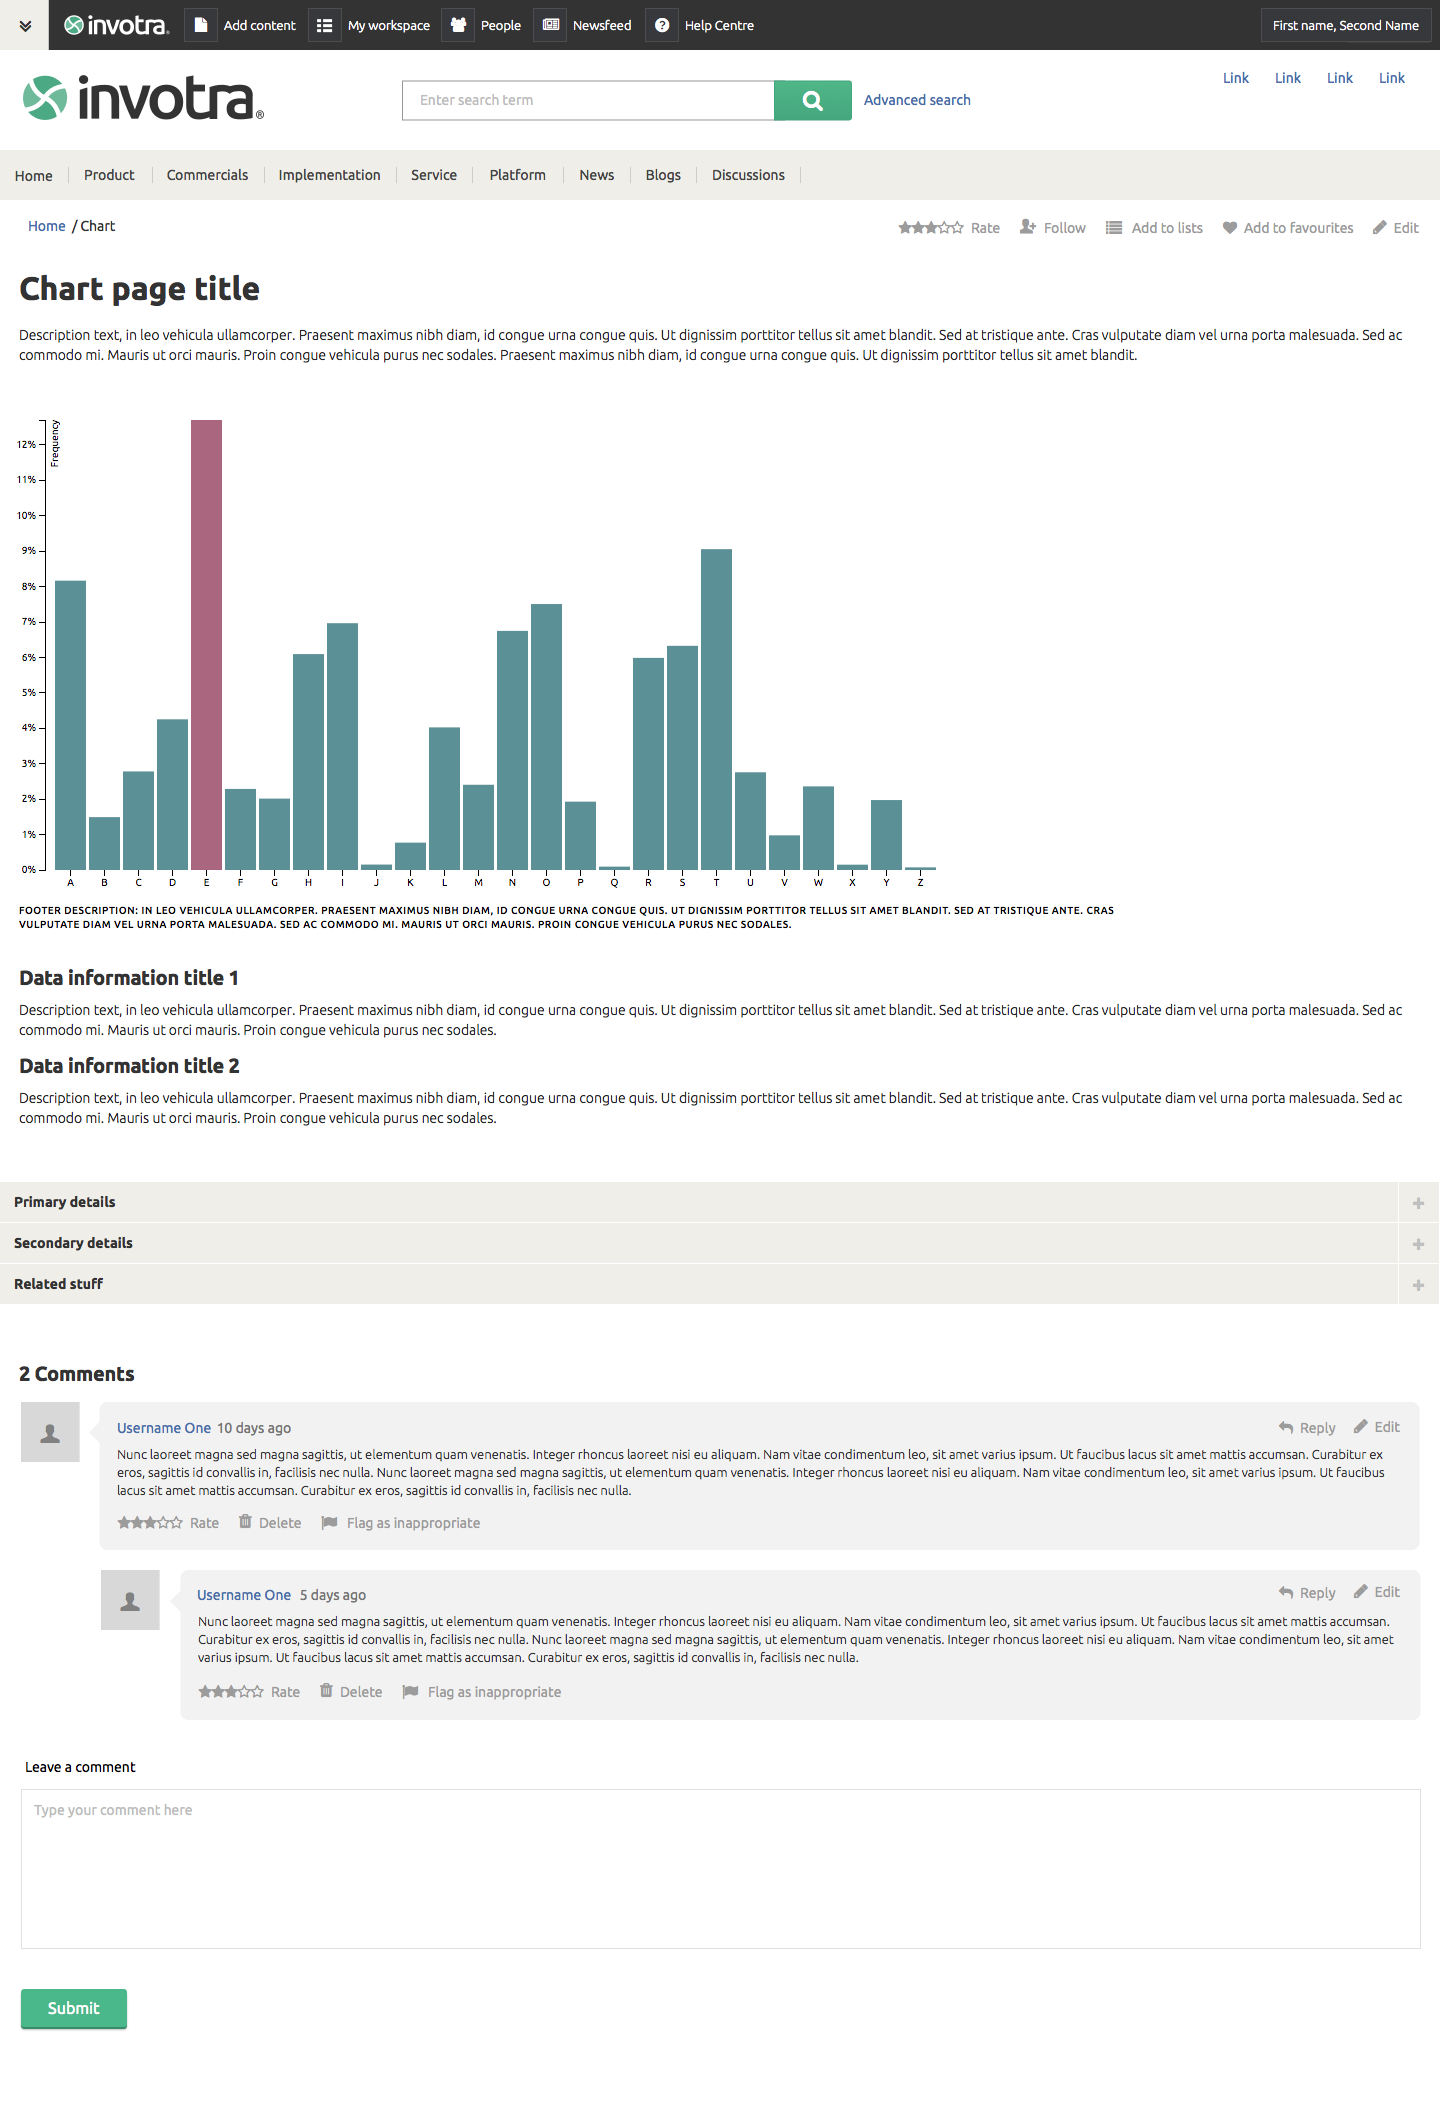 invotra. Add content My workspace People Newsfeed Help Centre First name, Second Name
invotra® Enter search term Advanced search Link Link Link Link
Home Product Commercials Implementation Service Platform News Blogs Discussions
Home / Chart Rate Follow Add to lists Add to favourites Edit
Chart page title
Description text, in leo vehicula ullamcorper. Praesent maximus nibh diam, id congue urna congue quis. Ut dignissim porttitor tellus sit amet blandit. Sed at tristique ante. Cras vulputate diam vel urna porta malesuada. Sed ac
commodo mi. Mauris ut orci mauris. Proin congue vehicula purus nec sodales. Praesent maximus nibh diam, id congue urna congue quis. Ut dignissim porttitor tellus sit amet blandit.
Frequency
12%
11%
10%
9%
8%
7%
6%
5%
4%
3%
2%
1%
0%
A B C D E F G H I J K L M N O P Q R S T U V W X Y Z
FOOTER DESCRIPTION: IN LEO VEHICULA ULLAMCORPER. PRAESENT MAXIMUS NIBH DIAM, ID CONGUE URNA CONGUE QUIS. UT DIGNISSIM PORTTITOR TELLUS SIT AMET BLANDIT. SED AT TRISTIQUE ANTE. CRAS
VULPUTATE DIAM VEL URNA PORTA MALESUADA. SED AC COMMODO MI. MAURIS UT ORCI MAURIS. PROIN CONGUE VEHICULA PURUS NEC SODALES.
Data information title 1
Description text, in leo vehicula ullamcorper. Praesent maximus nibh diam, id congue urna congue quis. Ut dignissim porttitor tellus sit amet blandit. Sed at tristique ante. Cras vulputate diam vel urna porta malesuada. Sed ac
commodo mi. Mauris ut orci mauris. Proin congue vehicula purus nec sodales.
Data information title 2
Description text, in leo vehicula ullamcorper. Praesent maximus nibh diam, id congue urna congue quis. Ut dignissim porttitor tellus sit amet blandit. Sed at tristique ante. Cras vulputate diam vel urna porta malesuada. Sed ac
commodo mi. Mauris ut orci mauris. Proin congue vehicula purus nec sodales.
Primary details
Secondary details
Related stuff
2 Comments
Username One 10 days ago Reply Edit
Nunc laoreet magna sed magna sagittis, ut elementum quam venenatis. Integer rhoncus laoreet nisi eu aliquam. Nam vitae condimentum leo, sit amet varius ipsum. Ut faucibus lacus sit amet mattis accumsan. Curabitur ex
eros, sagittis id convallis in, facilisis nec nulla. Nunc laoreet magna sed magna sagittis, ut elementum quam venenatis. Integer rhoncus laoreet nisi eu aliquam. Nam vitae condimentum leo, sit amet varius ipsum. Ut faucibus
lacus sit amet mattis accumsan. Curabitur ex eros, sagittis id convallis in, facilisis nec nulla.
Rate Delete Flag as inappropriate
Username One 5 days ago Reply Edit
Nunc laoreet magna sed magna sagittis, ut elementum quam venenatis. Integer rhoncus laoreet nisi eu aliquam. Nam vitae condimentum leo, sit amet varius ipsum. Ut faucibus lacus sit amet mattis accumsan.
Curabitur ex eros, sagittis id convallis in, facilisis nec nulla. Nunc laoreet magna sed magna sagittis, ut elementum quam venenatis. Integer rhoncus laoreet nisi eu aliquam. Nam vitae condimentum leo, sit amet
varius ipsum. Ut faucibus lacus sit amet mattis accumsan. Curabitur ex eros, sagittis id convallis in, facilisis nec nulla.
Rate Delete Flag as inappropriate
Leave a comment
Type your comment here
Submit